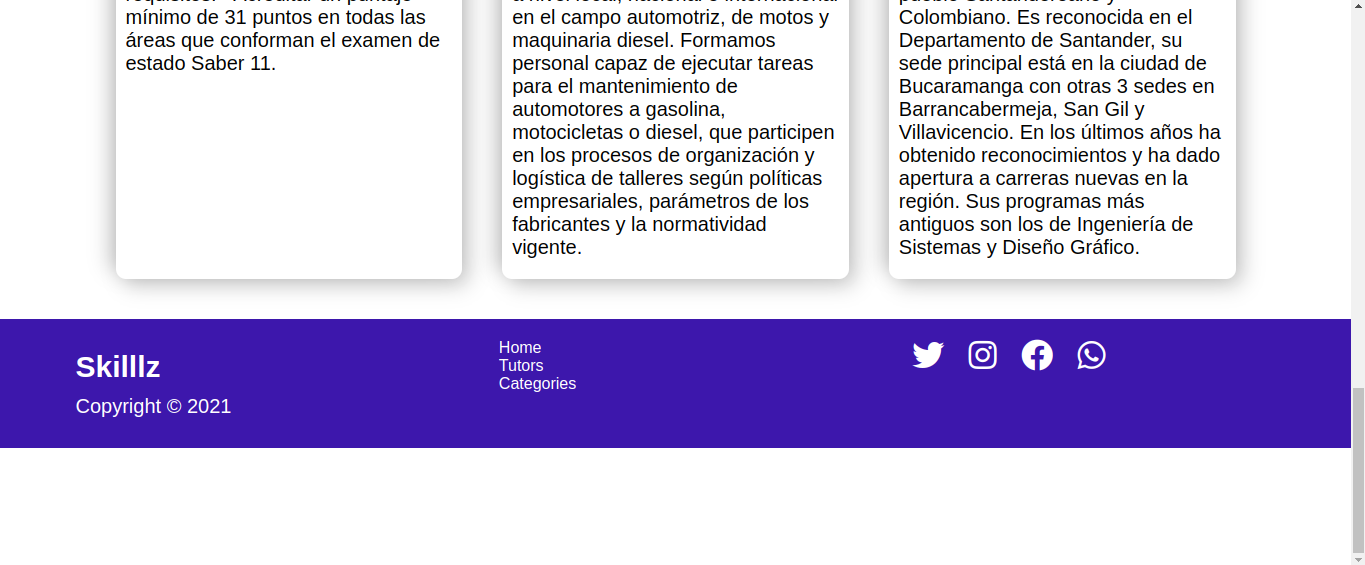 mínimo de 31 puntos en todas las
áreas que conforman el examen de
estado Saber 11.
en el campo automotriz, de motos y
maquinaria diesel. Formamos
personal capaz de ejecutar tareas
para el mantenimiento de
automotores a gasolina,
motocicletas o diesel, que participen
en los procesos de organización y
logística de talleres según políticas
empresariales, parámetros de los
fabricantes y la normatividad
vigente.
Colombiano. Es reconocida en el
Departamento de Santander, su
sede principal está en la ciudad de
Bucaramanga con otras 3 sedes en
Barrancabermeja, San Gil y
Villavicencio. En los últimos años ha
obtenido reconocimientos y ha dado
apertura a carreras nuevas en la
región. Sus programas más
antiguos son los de Ingeniería de
Sistemas y Diseño Gráfico.
Skilllz
Copyright © 2021
Home
Tutors
Categories